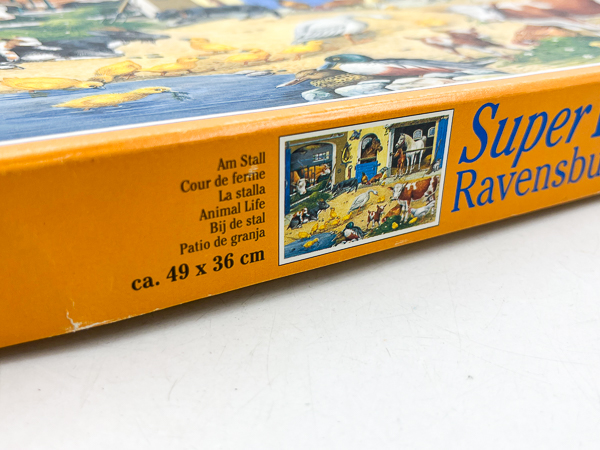 Am Stall
Cour de ferme
La stalla
Animal Life
Bij de stal
Patio de granja
ca. 49 x 36 cm
Super